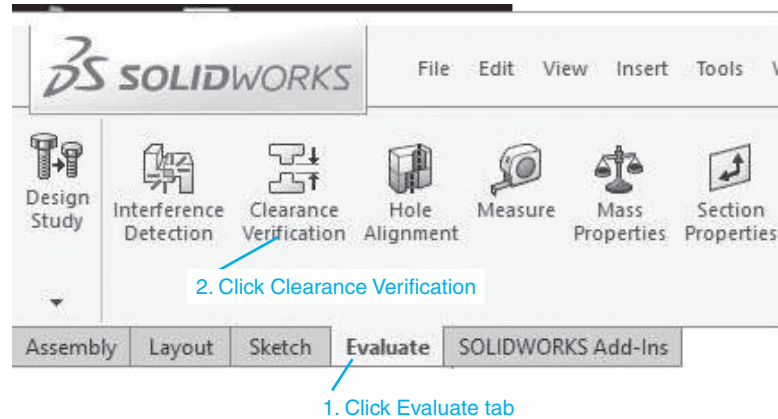 SOLIDWORKS
File Edit View Insert Tools
Design
Study
Interference
Detection
Clearance
Verification
Hole
Alignment
Measure
Mass
Properties
Section
Properties
2. Click Clearance Verification
Assembly Layout Sketch Evaluate SOLIDWORKS Add-Ins
1. Click Evaluate tab